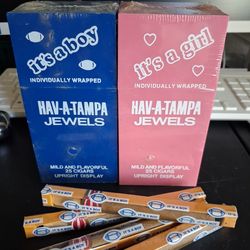 it's a boy
INDIVIDUALLY WRAPPED
HAV-A-TAMPA
JEWELS
MILD AND FLAVORFUL
25 CIGARS
UPRIGHT DISPLAY
it's a girl
INDIVIDUALLY WRAPPED
HAV-A-TAMPA
JEWELS
MILD AND FLAVORFUL
25 CIGARS
UPRIGHT DISPLAY